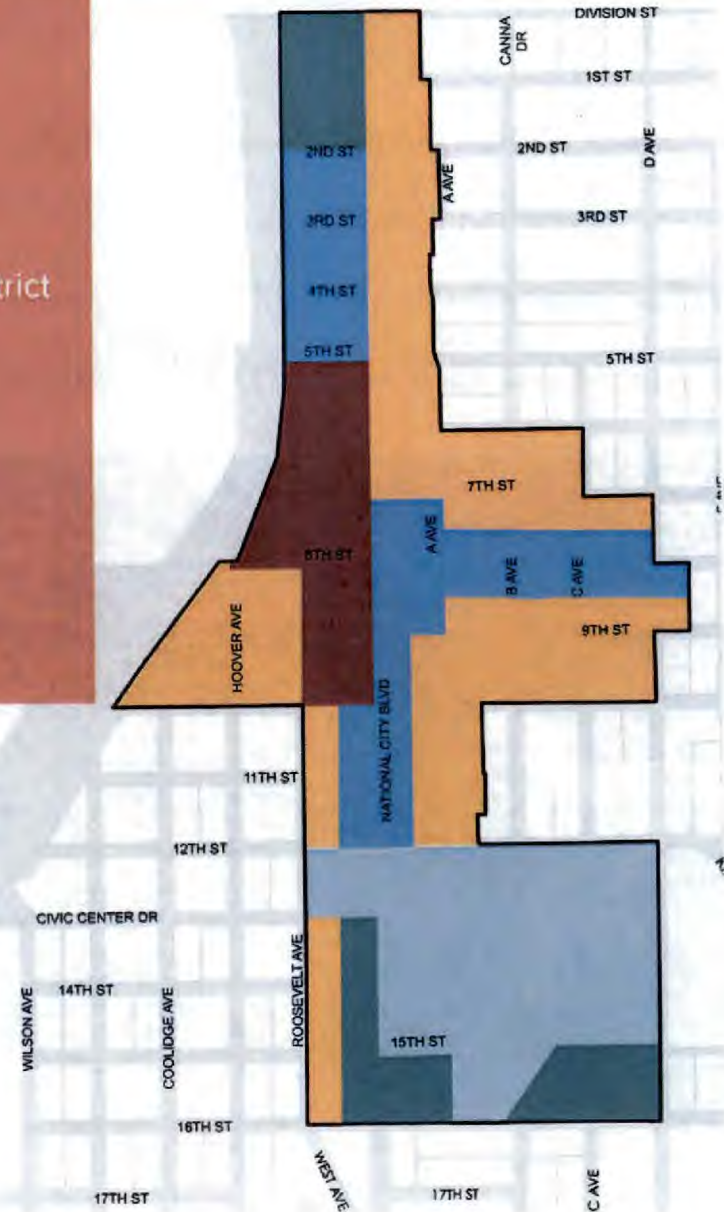 DIVISION ST
CANNA
DR
1ST ST
2ND ST
2ND ST
D AVE
A AVE
3RD ST
3RD ST
trict
4TH ST
5TH ST
5TH ST
7TH ST
A AVE
8TH ST
B AVE
C AVE
HOOVER AVE
9TH ST
NATIONAL CITY BLVD
11TH ST
12TH ST
CIVIC CENTER DR
ROOSEVELT AVE
14TH ST
WILSON AVE
COOLIDGE AVE
15TH ST
16TH ST
WEST AVE
17TH ST
17TH ST
C AVE